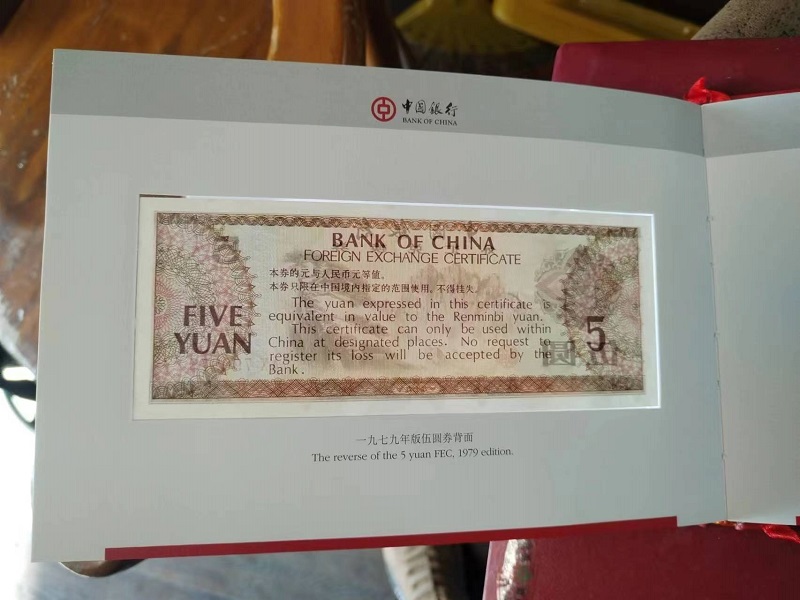 中国银行
BANK OF CHINA
BANK OF CHINA
FOREIGN EXCHANGE CERTIFICATE
本券的元与人民币元等值。
本券只限在中国境内指定的范围使用,不得挂失。
The yuan expressed in this certificate is
equivalent in value to the Renminbi yuan.
This certificate can only be used within
China at designated places. No request to
register its loss will be accepted by the
Bank.
FIVE
YUAN
5
圆
一九七九年版伍圆券背面
The reverse of the 5 yuan FEC, 1979 edition.